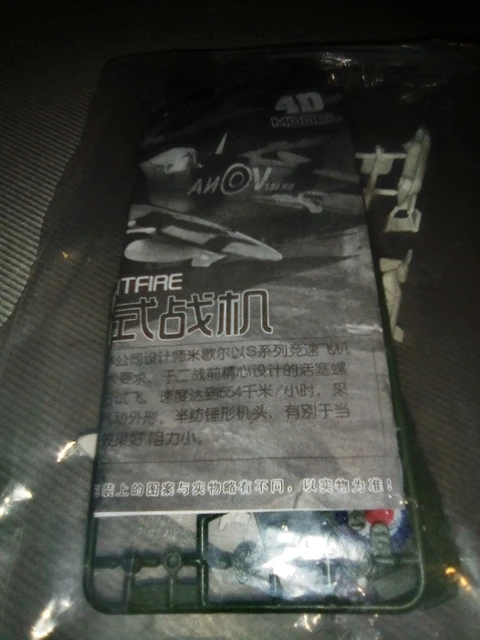 4D
MODEL
TFIRE
式战机
公司设计师米歇尔以S系列竞速飞机
要求，于二战前精心设计的活塞螺
试飞，速度达到554千米/小时，采
动外形，半纺锤形机头，有别于当
效果好 阻力小。
装上的图案与实物略有不同，以实物为准！